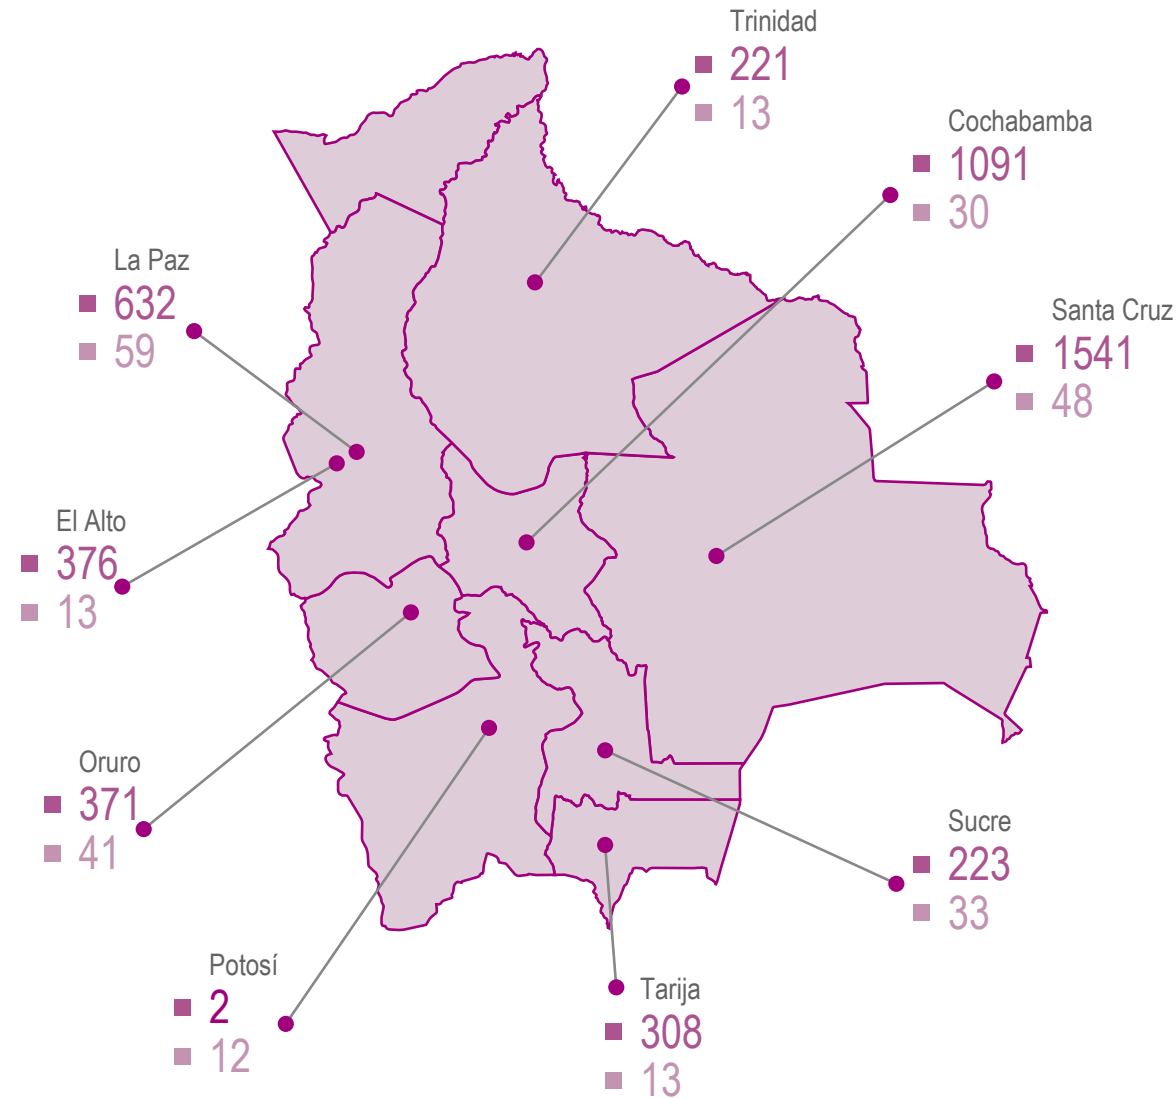 Trinidad
221
13
Cochabamba
1091
30
La Paz
632
59
Santa Cruz
1541
48
El Alto
376
13
Oruro
371
41
Sucre
223
33
Potosí
2
12
Tarija
308
13